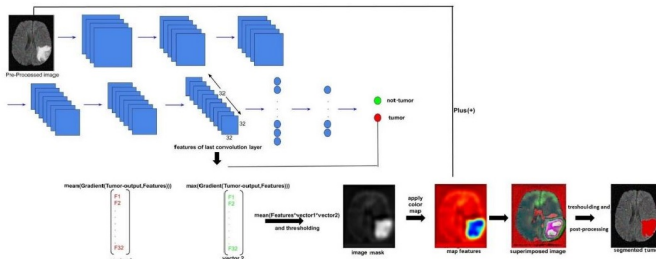 Pre-Processed image
32
32
32
not-tumor
tumor
Plus(+)
features of last convolution layer
mean(Gradient(Tumor-output,Features)))
F1
F2
F32
max(Gradient(Tumor-output,Features)))
F1
F2
F32
vector 2
mean(Features*vector1*vector2)
and thresholding
image mask
apply
color
map
map features
superimposed image
post-processing